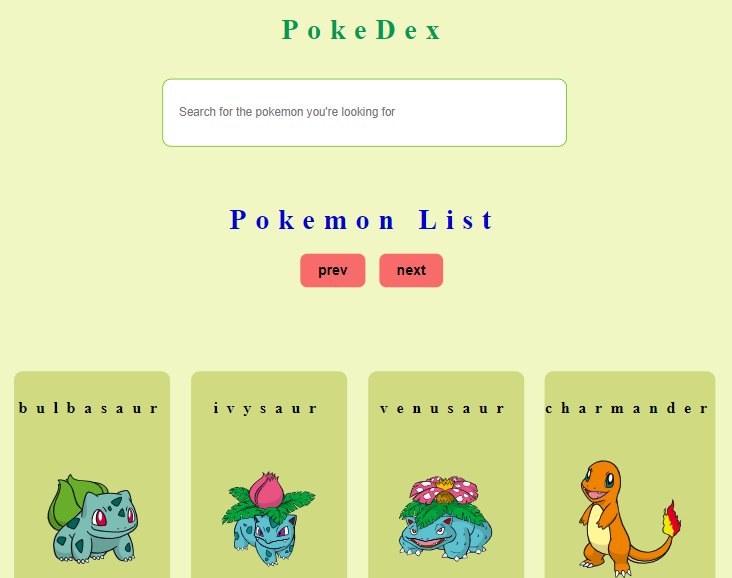 PokeDex
Search for the pokemon you're looking for
Pokemon List
prev next
bulbasaur ivysaur venusaur charmander